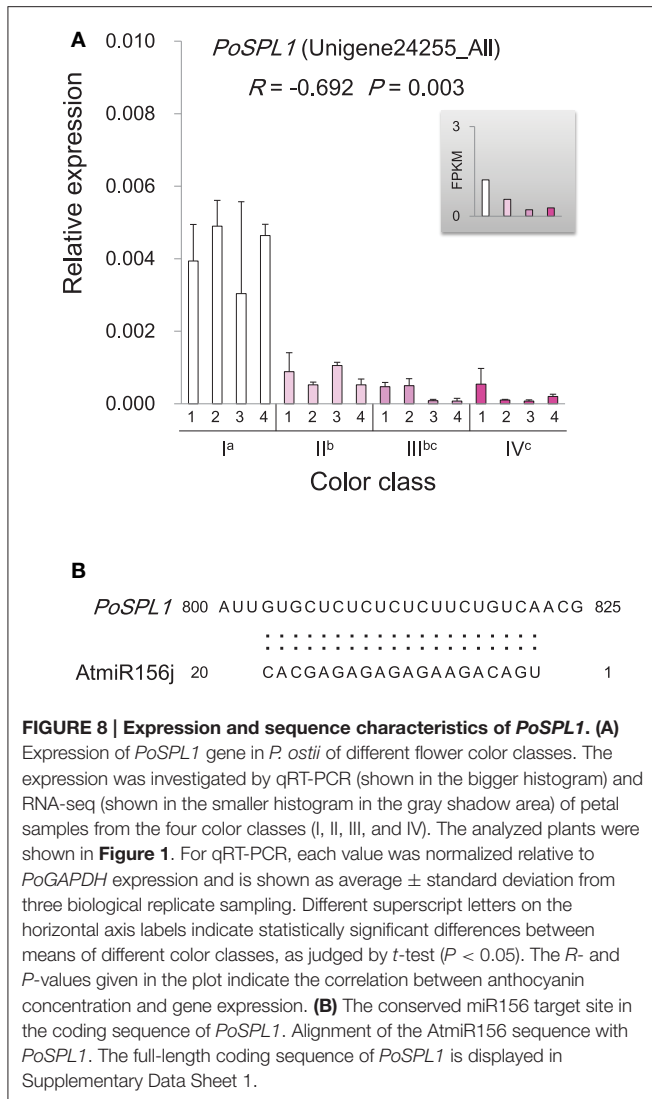 A
PoSPL1 (Unigene24255_All)
R = -0.692 P = 0.003
Relative expression
0.010
0.008
0.006
0.004
0.002
0.000
FPKM
3
0
1 2 3 4 1 2 3 4 1 2 3 4 1 2 3 4
Iᵃ IIᵇ IIIᵇᶜ IVᶜ
Color class
B
PoSPL1 800 AUUGUGCUCUCUCUCUUCUGUCAACG 825
AtmiR156j 20 CACGAGAGAGAGAAGACAGU 1
FIGURE 8 | Expression and sequence characteristics of PoSPL1. (A)
Expression of PoSPL1 gene in P. ostii of different flower color classes. The
expression was investigated by qRT-PCR (shown in the bigger histogram) and
RNA-seq (shown in the smaller histogram in the gray shadow area) of petal
samples from the four color classes (I, II, III, and IV). The analyzed plants were
shown in Figure 1. For qRT-PCR, each value was normalized relative to
PoGAPDH expression and is shown as average ± standard deviation from
three biological replicate sampling. Different superscript letters on the
horizontal axis labels indicate statistically significant differences between
means of different color classes, as judged by t-test (P < 0.05). The R- and
P-values given in the plot indicate the correlation between anthocyanin
concentration and gene expression. (B) The conserved miR156 target site in
the coding sequence of PoSPL1. Alignment of the AtmiR156 sequence with
PoSPL1. The full-length coding sequence of PoSPL1 is displayed in
Supplementary Data Sheet 1.